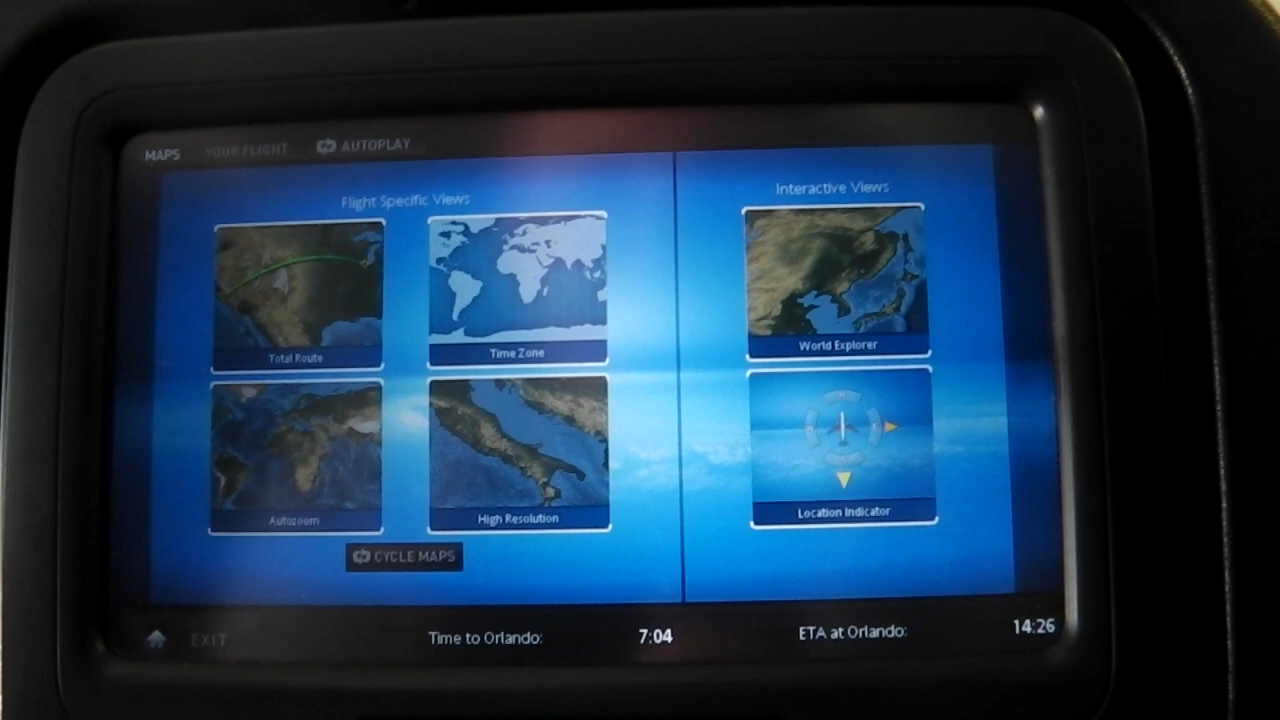 MAPS YOUR FLIGHT AUTOPLAY
Flight Specific Views
Interactive Views
Total Route
Time Zone
World Explorer
Autozoom
High Resolution
Location Indicator
CYCLE MAPS
EXIT
Time to Orlando: 7:04
ETA at Orlando: 14:26